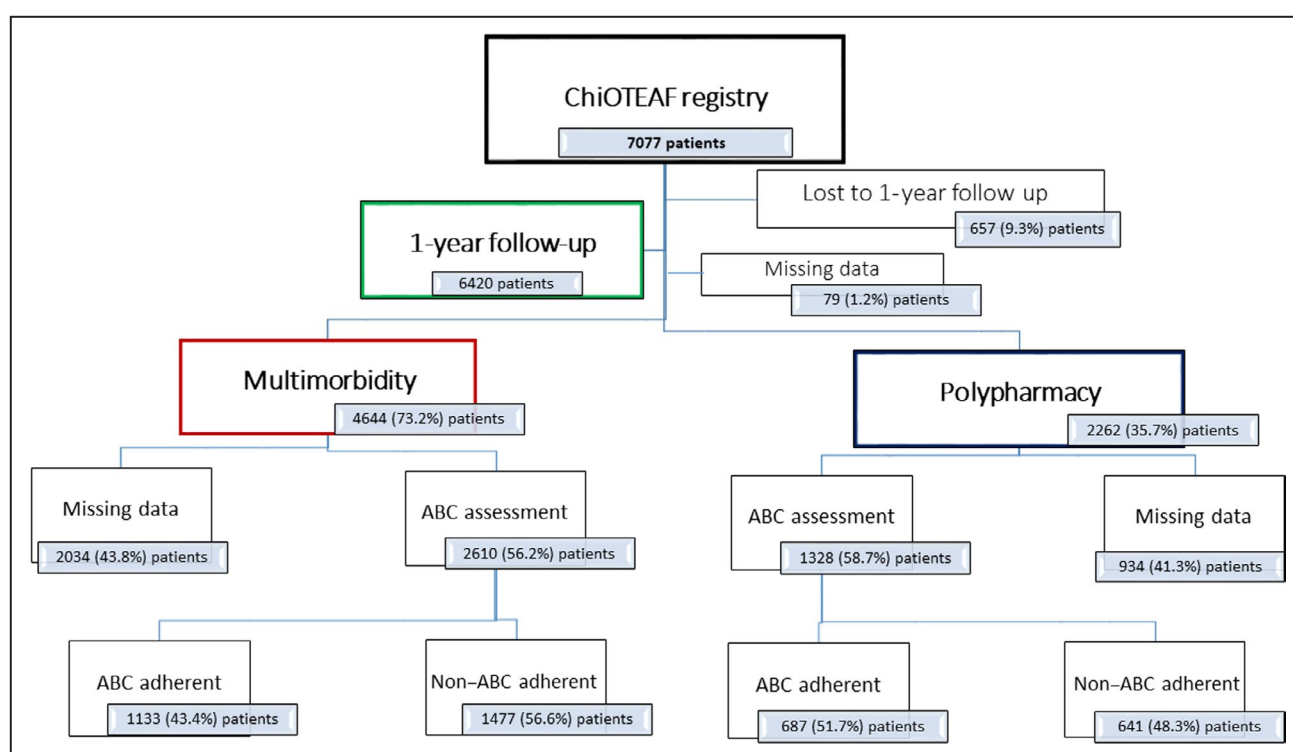 ChiOTEAF registry
7077 patients
Lost to 1-year follow up
657 (9.3%) patients
1-year follow-up
6420 patients
Missing data
79 (1.2%) patients
Multimorbidity
4644 (73.2%) patients
Polypharmacy
2262 (35.7%) patients
Missing data
2034 (43.8%) patients
ABC assessment
2610 (56.2%) patients
ABC assessment
1328 (58.7%) patients
Missing data
934 (41.3%) patients
ABC adherent
1133 (43.4%) patients
Non–ABC adherent
1477 (56.6%) patients
ABC adherent
687 (51.7%) patients
Non–ABC adherent
641 (48.3%) patients